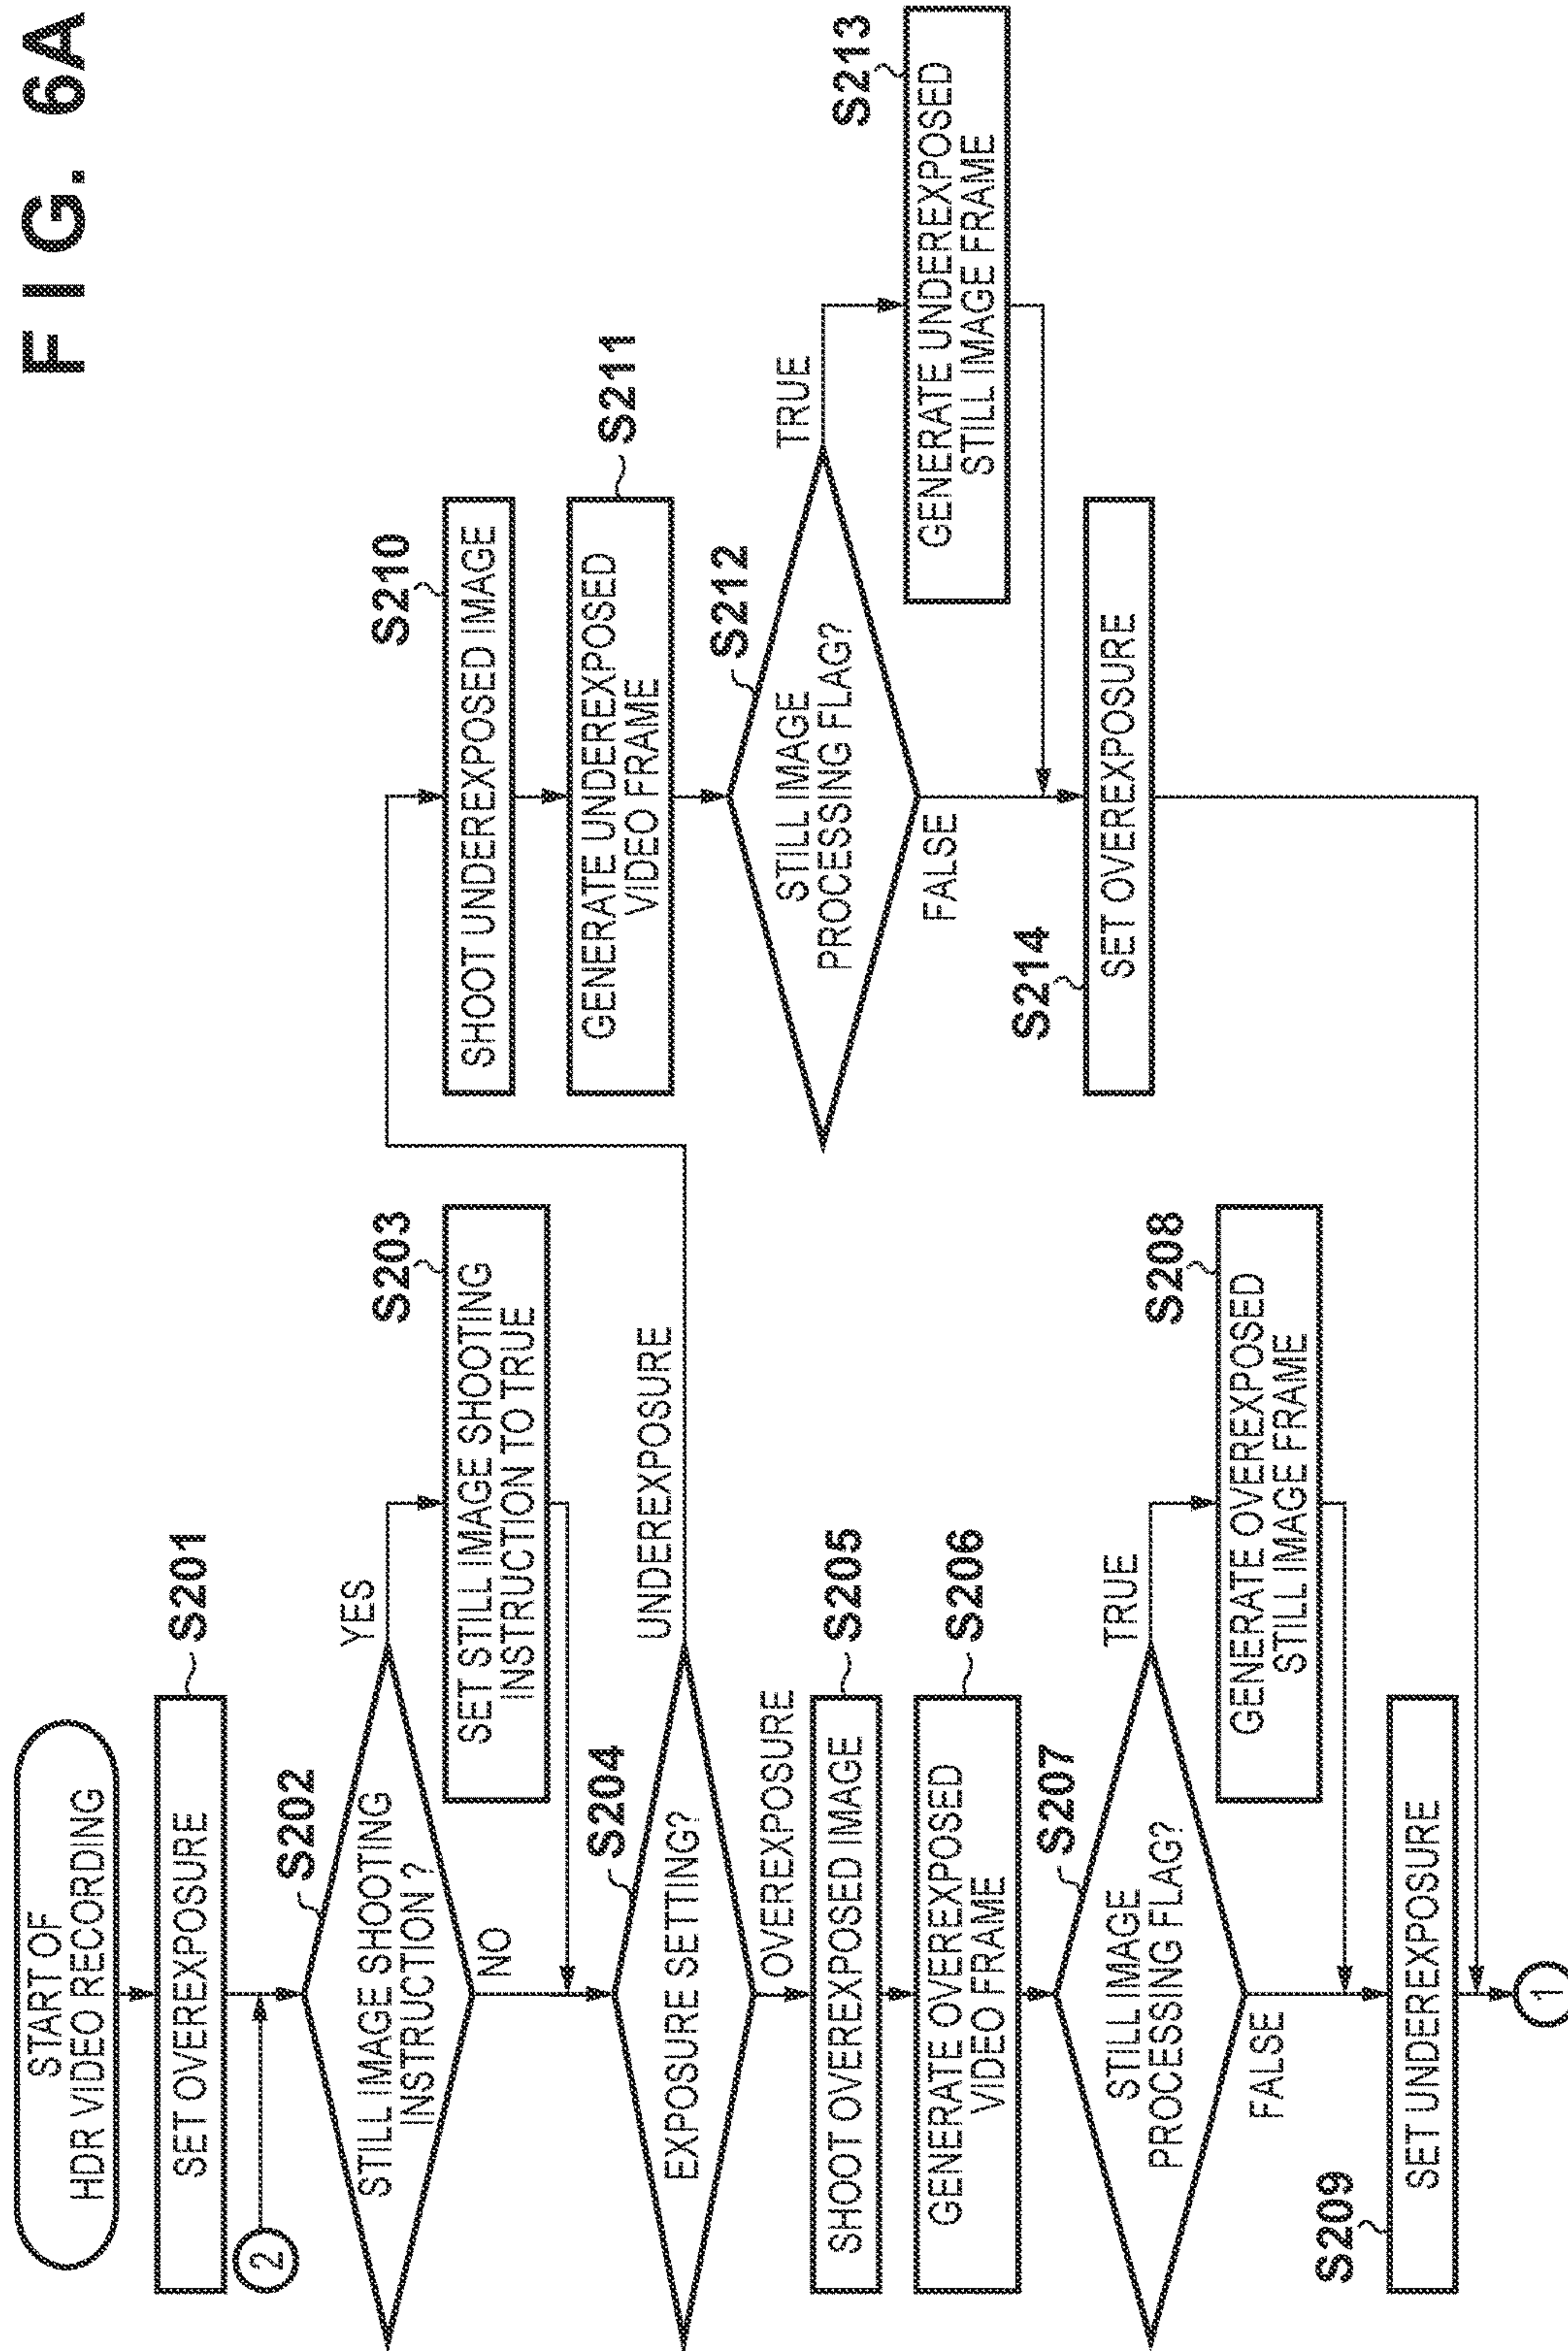 FIG. 6A
START OF
HDR VIDEO RECORDING
SET OVEREXPOSURE
S201
2
STILL IMAGE SHOOTING
INSTRUCTION ?
S202
YES
NO
SET STILL IMAGE SHOOTING
INSTRUCTION TO TRUE
S203
EXPOSURE SETTING?
S204
UNDEREXPOSURE
OVEREXPOSURE
SHOOT OVEREXPOSED IMAGE
S205
GENERATE OVEREXPOSED
VIDEO FRAME
S206
STILL IMAGE
PROCESSING FLAG?
S207
TRUE
FALSE
GENERATE OVEREXPOSED
STILL IMAGE FRAME
S208
S209
SET UNDEREXPOSURE
1
SHOOT UNDEREXPOSED IMAGE
S210
GENERATE UNDEREXPOSED
VIDEO FRAME
S211
STILL IMAGE
PROCESSING FLAG?
S212
TRUE
FALSE
GENERATE UNDEREXPOSED
STILL IMAGE FRAME
S213
S214
SET OVEREXPOSURE